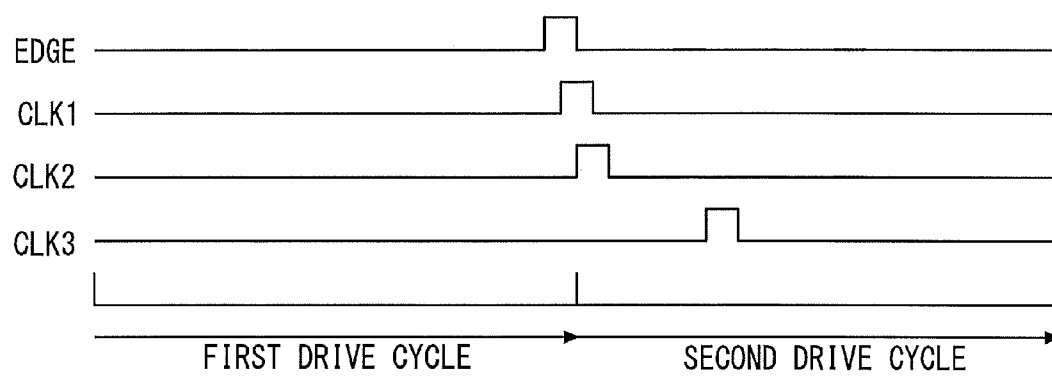 EDGE
CLK1
CLK2
CLK3
FIRST DRIVE CYCLE SECOND DRIVE CYCLE